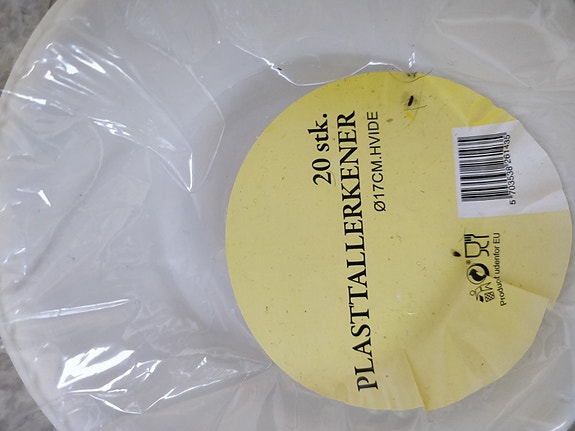 20 stk.
PLASTTALLERKENER
Ø17CM.HVIDE
5 703538 261435
Produkt udenfor EU